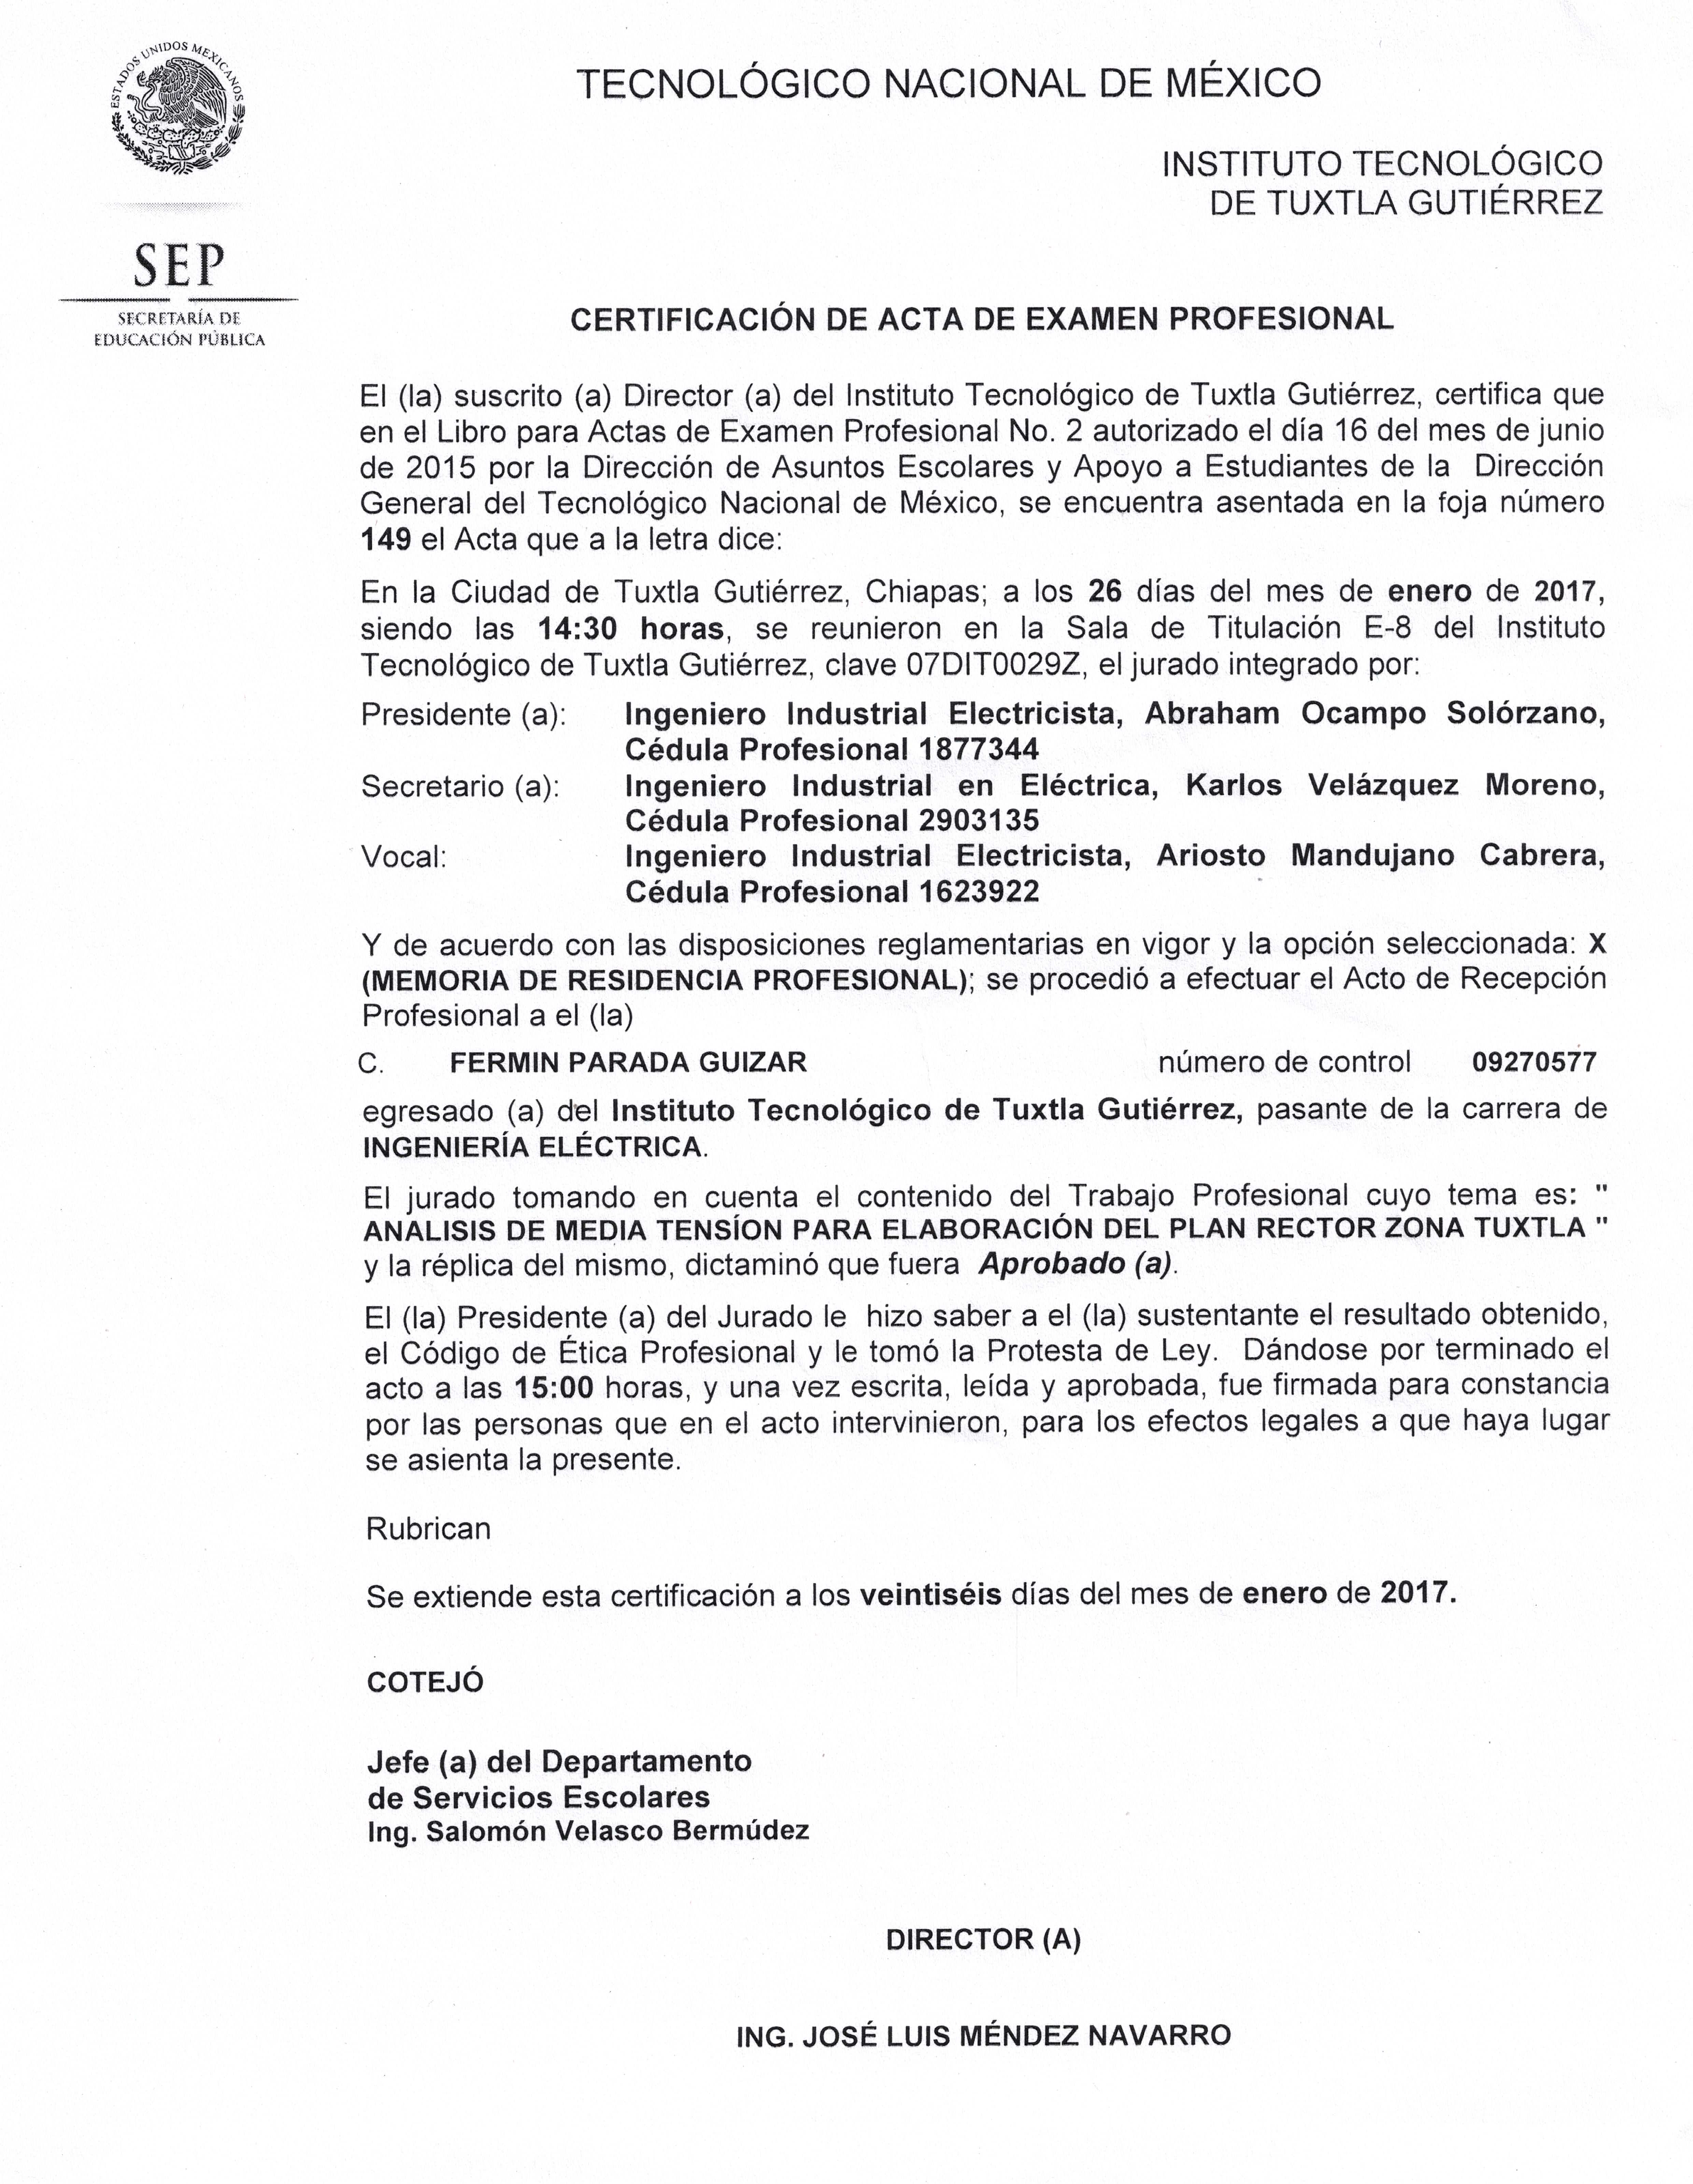 ESTADOS UNIDOS MEXICANOS
SEP
SECRETARÍA DE
EDUCACIÓN PÚBLICA
TECNOLÓGICO NACIONAL DE MÉXICO
INSTITUTO TECNOLÓGICO
DE TUXTLA GUTIÉRREZ
CERTIFICACIÓN DE ACTA DE EXAMEN PROFESIONAL
El (la) suscrito (a) Director (a) del Instituto Tecnológico de Tuxtla Gutiérrez, certifica que
en el Libro para Actas de Examen Profesional No. 2 autorizado el día 16 del mes de junio
de 2015 por la Dirección de Asuntos Escolares y Apoyo a Estudiantes de la Dirección
General del Tecnológico Nacional de México, se encuentra asentada en la foja número
149 el Acta que a la letra dice:
En la Ciudad de Tuxtla Gutiérrez, Chiapas; a los 26 días del mes de enero de 2017,
siendo las 14:30 horas, se reunieron en la Sala de Titulación E-8 del Instituto
Tecnológico de Tuxtla Gutiérrez, clave 07DIT0029Z, el jurado integrado por:
Presidente (a): Ingeniero Industrial Electricista, Abraham Ocampo Solórzano,
Cédula Profesional 1877344
Secretario (a): Ingeniero Industrial en Eléctrica, Karlos Velázquez Moreno,
Cédula Profesional 2903135
Vocal: Ingeniero Industrial Electricista, Ariosto Mandujano Cabrera,
Cédula Profesional 1623922
Y de acuerdo con las disposiciones reglamentarias en vigor y la opción seleccionada: X
(MEMORIA DE RESIDENCIA PROFESIONAL); se procedió a efectuar el Acto de Recepción
Profesional a el (la)
C. FERMIN PARADA GUIZAR número de control 09270577
egresado (a) del Instituto Tecnológico de Tuxtla Gutiérrez, pasante de la carrera de
INGENIERÍA ELÉCTRICA.
El jurado tomando en cuenta el contenido del Trabajo Profesional cuyo tema es: "
ANALISIS DE MEDIA TENSÍON PARA ELABORACIÓN DEL PLAN RECTOR ZONA TUXTLA "
y la réplica del mismo, dictaminó que fuera Aprobado (a).
El (la) Presidente (a) del Jurado le hizo saber a el (la) sustentante el resultado obtenido,
el Código de Ética Profesional y le tomó la Protesta de Ley. Dándose por terminado el
acto a las 15:00 horas, y una vez escrita, leída y aprobada, fue firmada para constancia
por las personas que en el acto intervinieron, para los efectos legales a que haya lugar
se asienta la presente.
Rubrican
Se extiende esta certificación a los veintiséis días del mes de enero de 2017.
COTEJÓ
Jefe (a) del Departamento
de Servicios Escolares
Ing. Salomón Velasco Bermúdez
DIRECTOR (A)
ING. JOSÉ LUIS MÉNDEZ NAVARRO